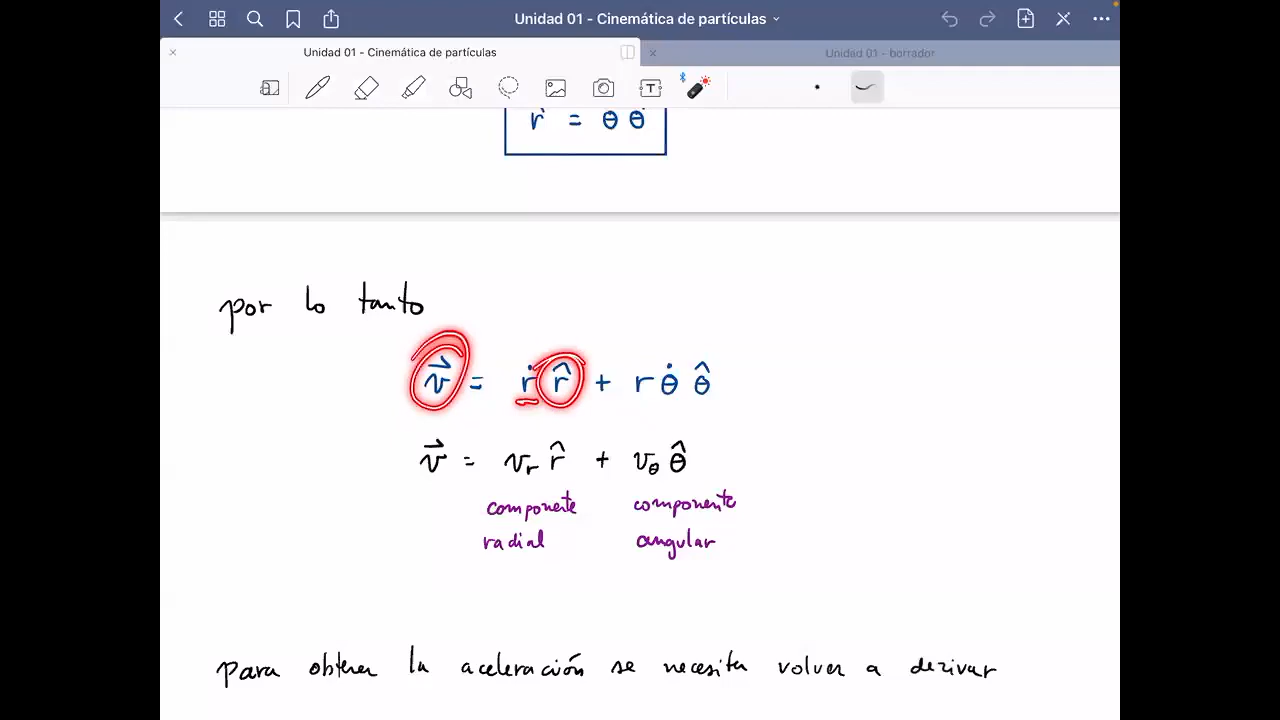 Unidad 01 - Cinemática de partículas
Unidad 01 - Cinemática de partículas
Unidad 01 - borrador
T
r̂ = θ̇ θ̂
por lo tanto
v⃗ = ṙ r̂ + r θ̇ θ̂
v⃗ = vᵣ r̂ + v_θ θ̂
componente componente
radial angular
para obtener la aceleración se necesita volver a derivar